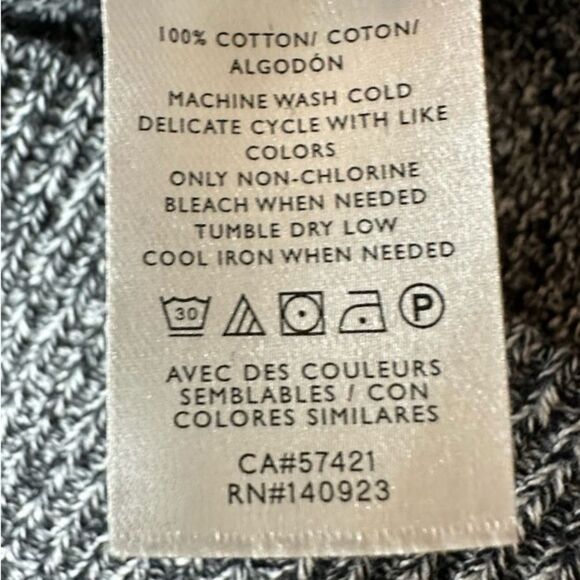 100% COTTON/ COTON/
ALGODÓN
MACHINE WASH COLD
DELICATE CYCLE WITH LIKE
COLORS
ONLY NON-CHLORINE
BLEACH WHEN NEEDED
TUMBLE DRY LOW
COOL IRON WHEN NEEDED
30 P
AVEC DES COULEURS
SEMBLABLES / CON
COLORES SIMILARES
CA#57421
RN#140923